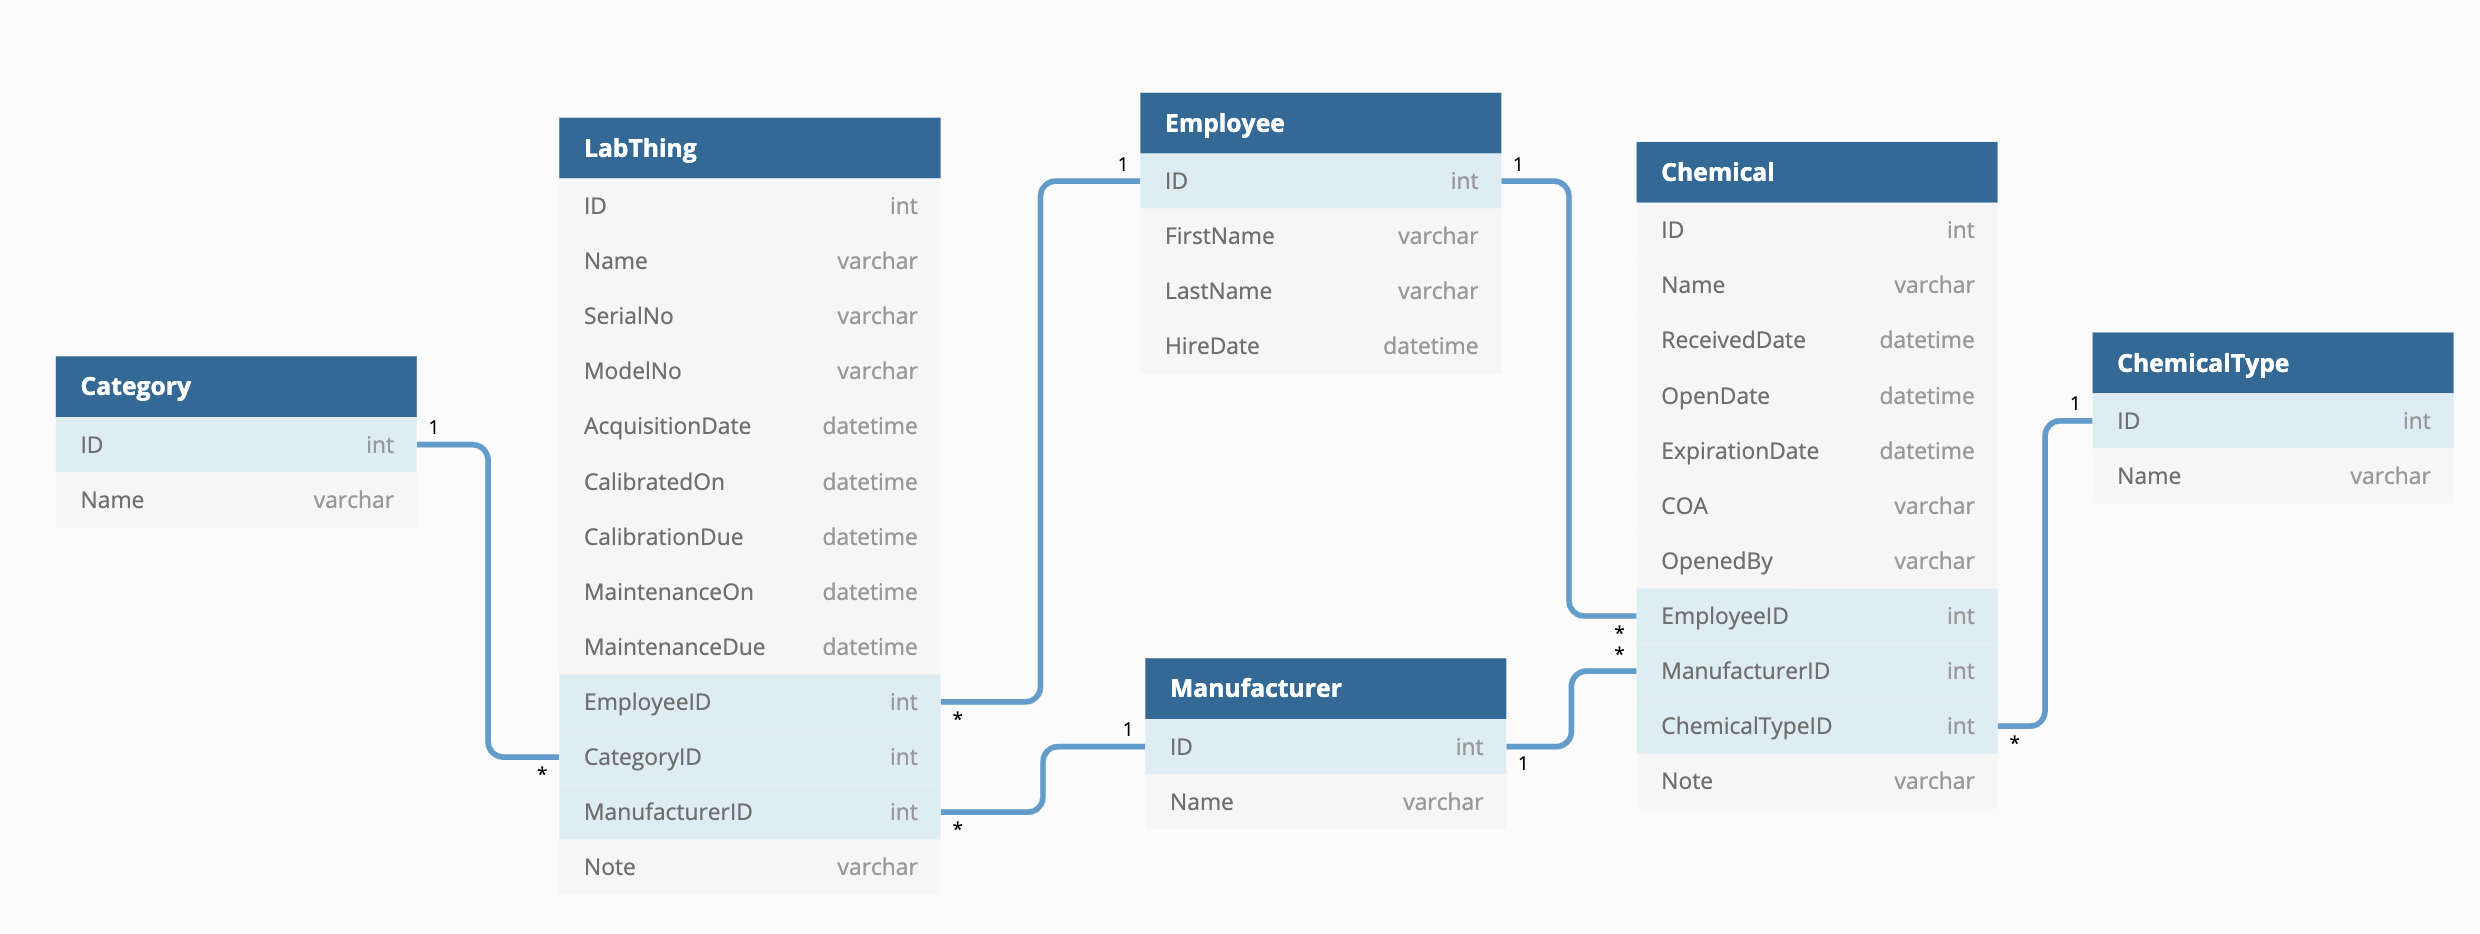 Category
ID int
Name varchar
1
*
LabThing
ID int
Name varchar
SerialNo varchar
ModelNo varchar
AcquisitionDate datetime
CalibratedOn datetime
CalibrationDue datetime
MaintenanceOn datetime
MaintenanceDue datetime
EmployeeID int
CategoryID int
ManufacturerID int
Note varchar
*
*
1
Employee
ID int
FirstName varchar
LastName varchar
HireDate datetime
1
1
Manufacturer
ID int
Name varchar
1
*
*
Chemical
ID int
Name varchar
ReceivedDate datetime
OpenDate datetime
ExpirationDate datetime
COA varchar
OpenedBy varchar
EmployeeID int
ManufacturerID int
ChemicalTypeID int
Note varchar
*
1
ChemicalType
ID int
Name varchar